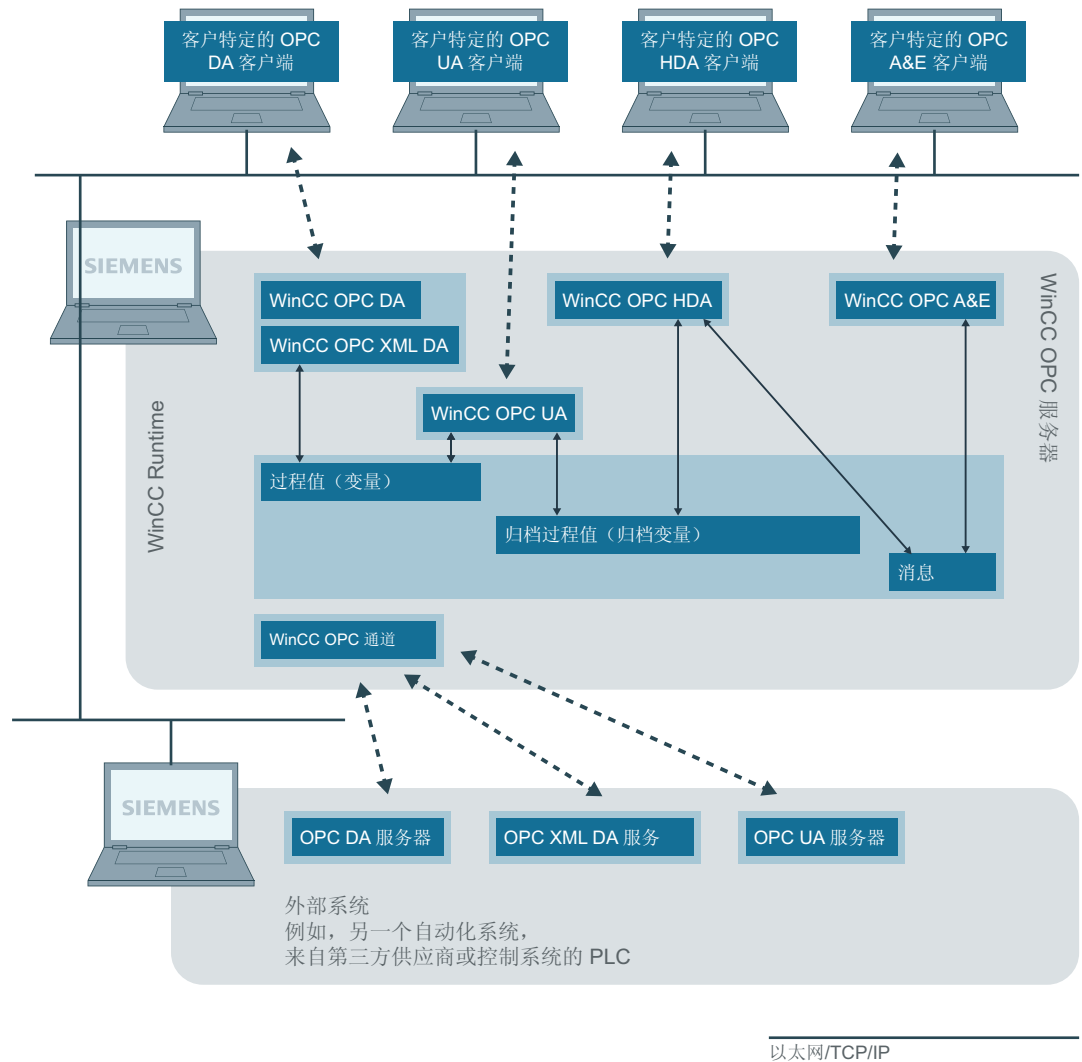 客户特定的 OPC
DA 客户端
客户特定的 OPC
UA 客户端
客户特定的 OPC
HDA 客户端
客户特定的 OPC
A&E 客户端
SIEMENS
WinCC OPC DA
WinCC OPC HDA
WinCC OPC A&E
WinCC OPC XML DA
WinCC OPC UA
WinCC OPC 服务器
WinCC Runtime
过程值（变量）
归档过程值（归档变量）
消息
WinCC OPC 通道
SIEMENS
OPC DA 服务器
OPC XML DA 服务
OPC UA 服务器
外部系统
例如，另一个自动化系统，
来自第三方供应商或控制系统的 PLC
以太网/TCP/IP